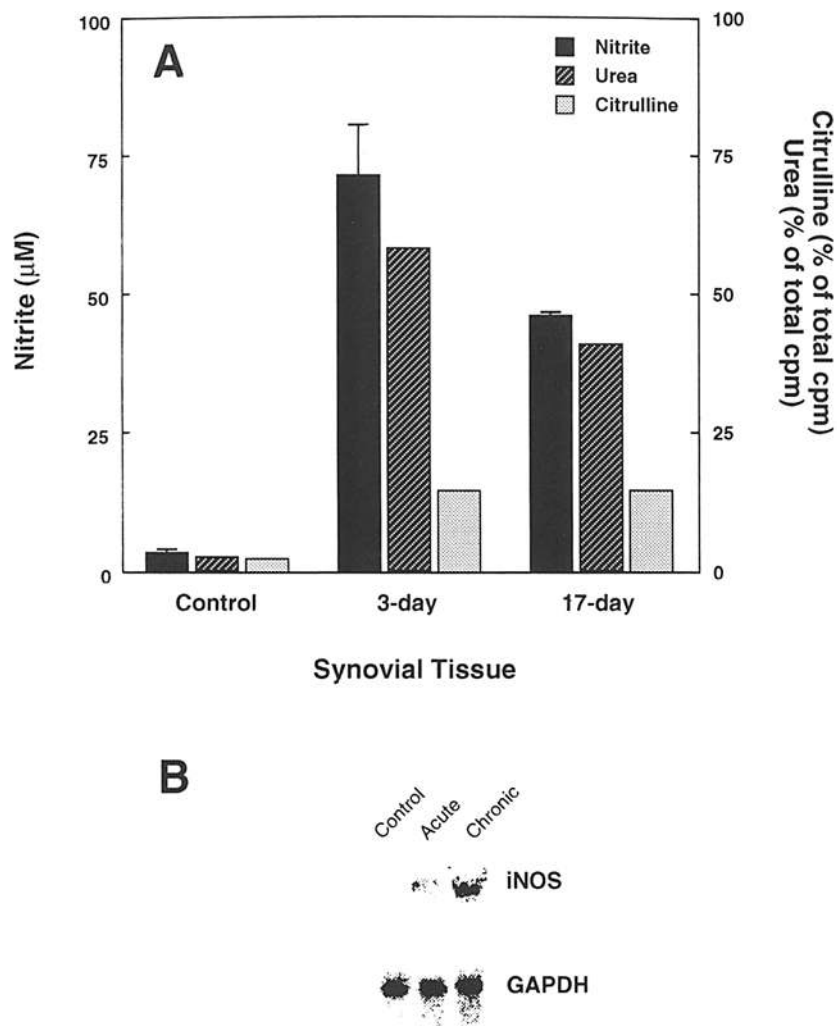 A
Nitrite
Urea
Citrulline
100
75
50
25
0
Nitrite (μM)
100
75
50
25
0
Citrulline (% of total cpm)
Urea (% of total cpm)
Control 3-day 17-day
Synovial Tissue
B
Control Acute Chronic
iNOS
GAPDH